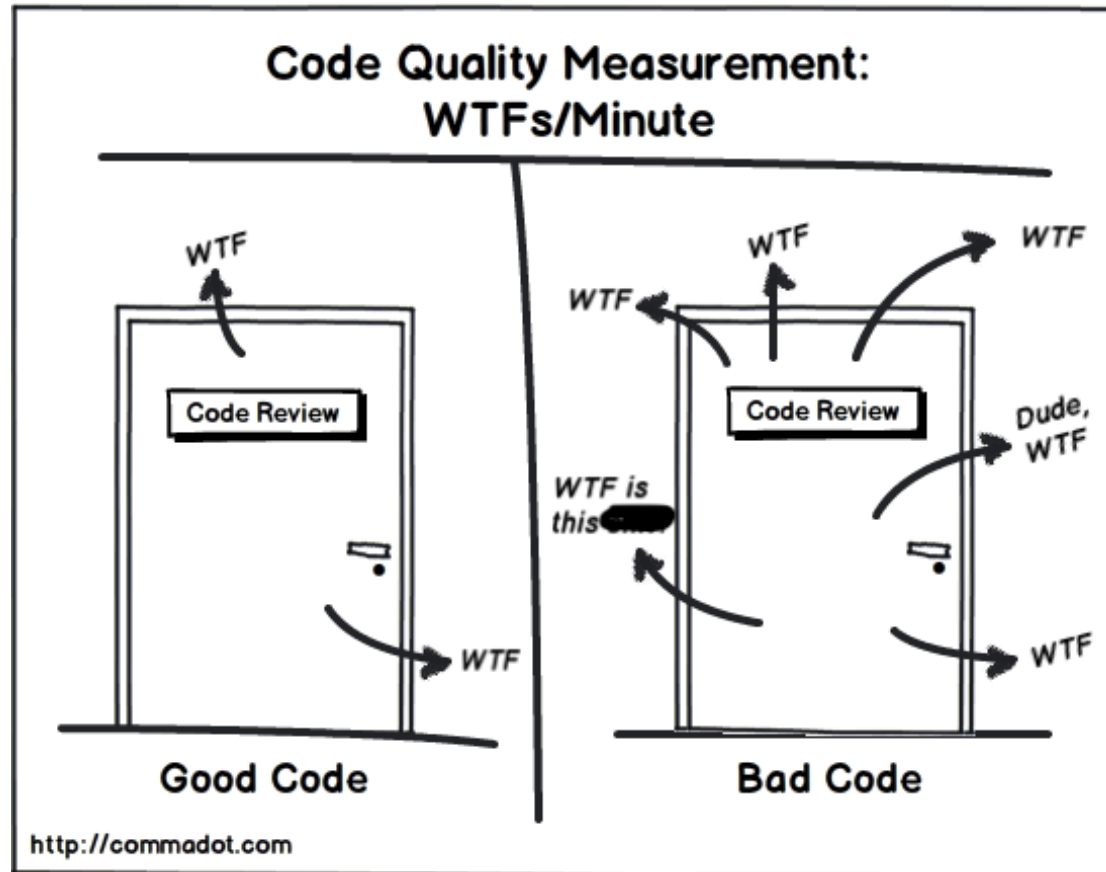 Code Quality Measurement:
WTFs/Minute
WTF
Code Review
WTF
Good Code
WTF
WTF
WTF
Code Review
Dude,
WTF
WTF is
this
WTF
Bad Code
http://commadot.com